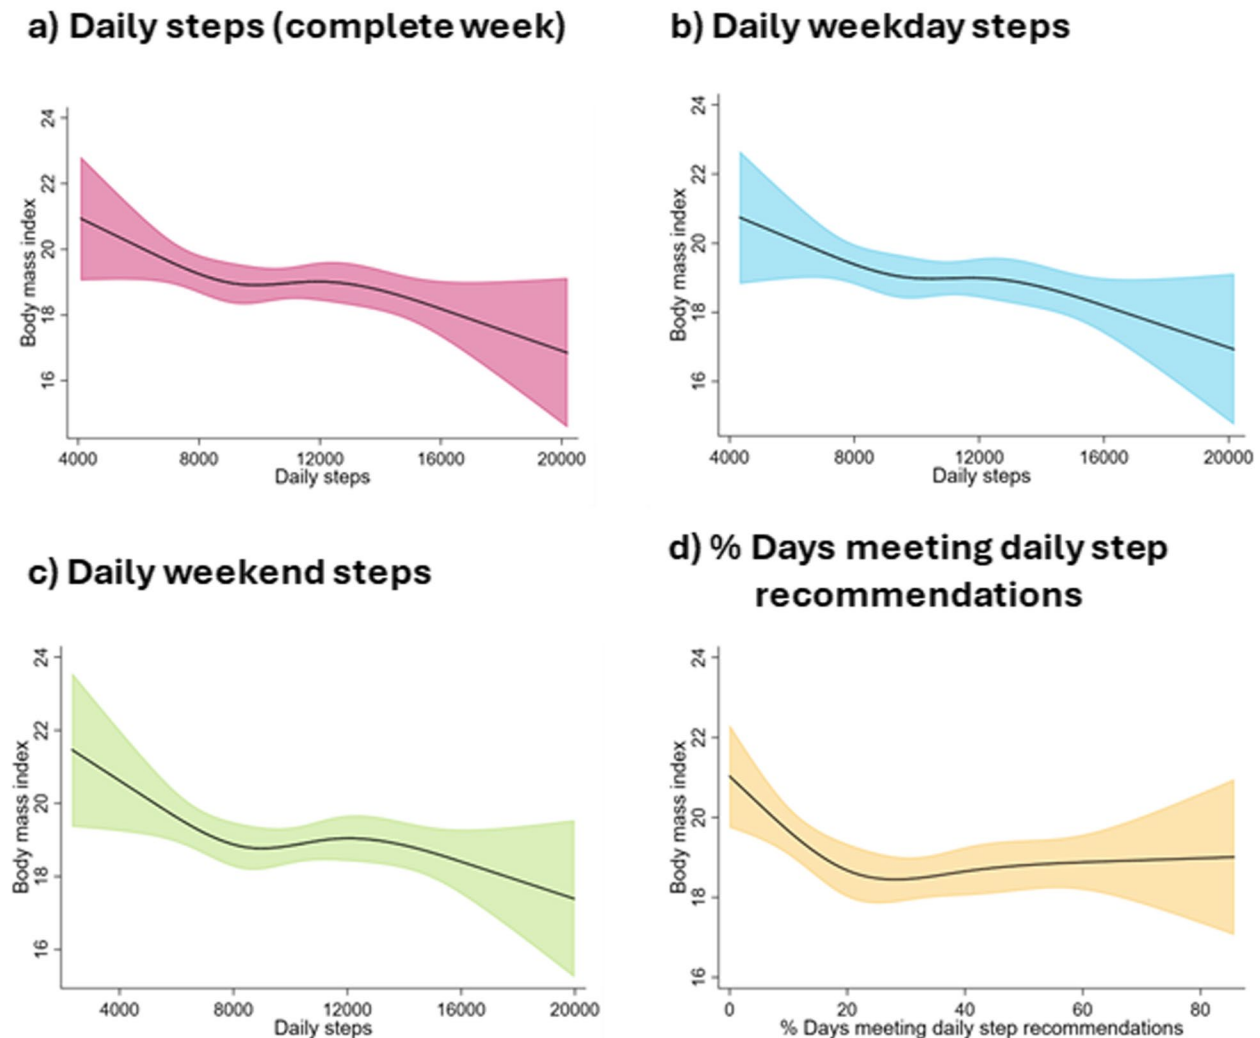 a) Daily steps (complete week)
24
22
20
18
16
Body mass index
4000 8000 12000 16000 20000
Daily steps
b) Daily weekday steps
24
22
20
18
16
Body mass index
4000 8000 12000 16000 20000
Daily steps
c) Daily weekend steps
24
22
20
18
16
Body mass index
4000 8000 12000 16000 20000
Daily steps
d) % Days meeting daily step
recommendations
24
22
20
18
16
Body mass index
0 20 40 60 80
% Days meeting daily step recommendations